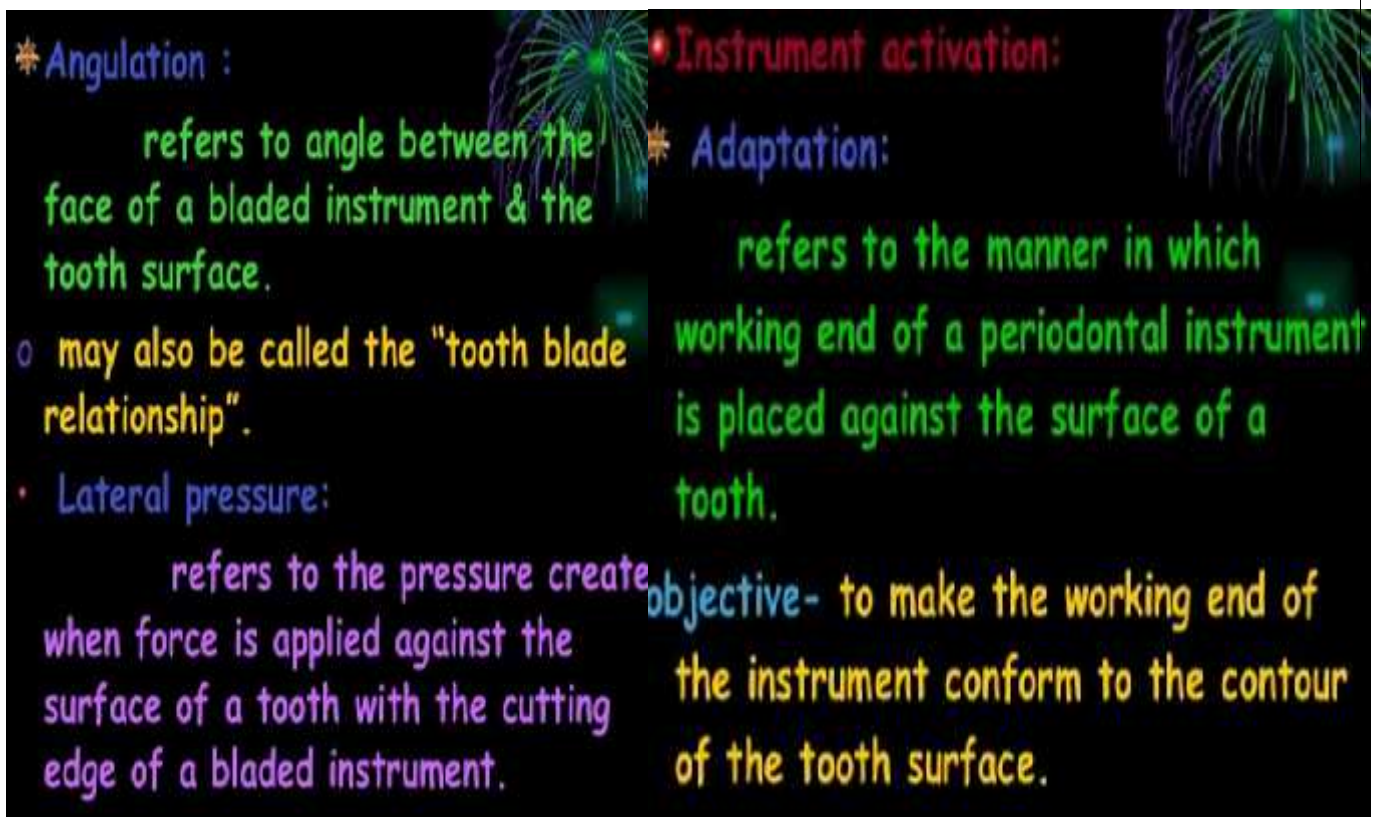 Angulation :
refers to angle between the
face of a bladed instrument & the
tooth surface.
o may also be called the “tooth blade
relationship”.
• Lateral pressure:
refers to the pressure create
when force is applied against the
surface of a tooth with the cutting
edge of a bladed instrument.
• Instrument activation:
Adaptation:
refers to the manner in which
working end of a periodontal instrument
is placed against the surface of a
tooth.
objective- to make the working end of
the instrument conform to the contour
of the tooth surface.